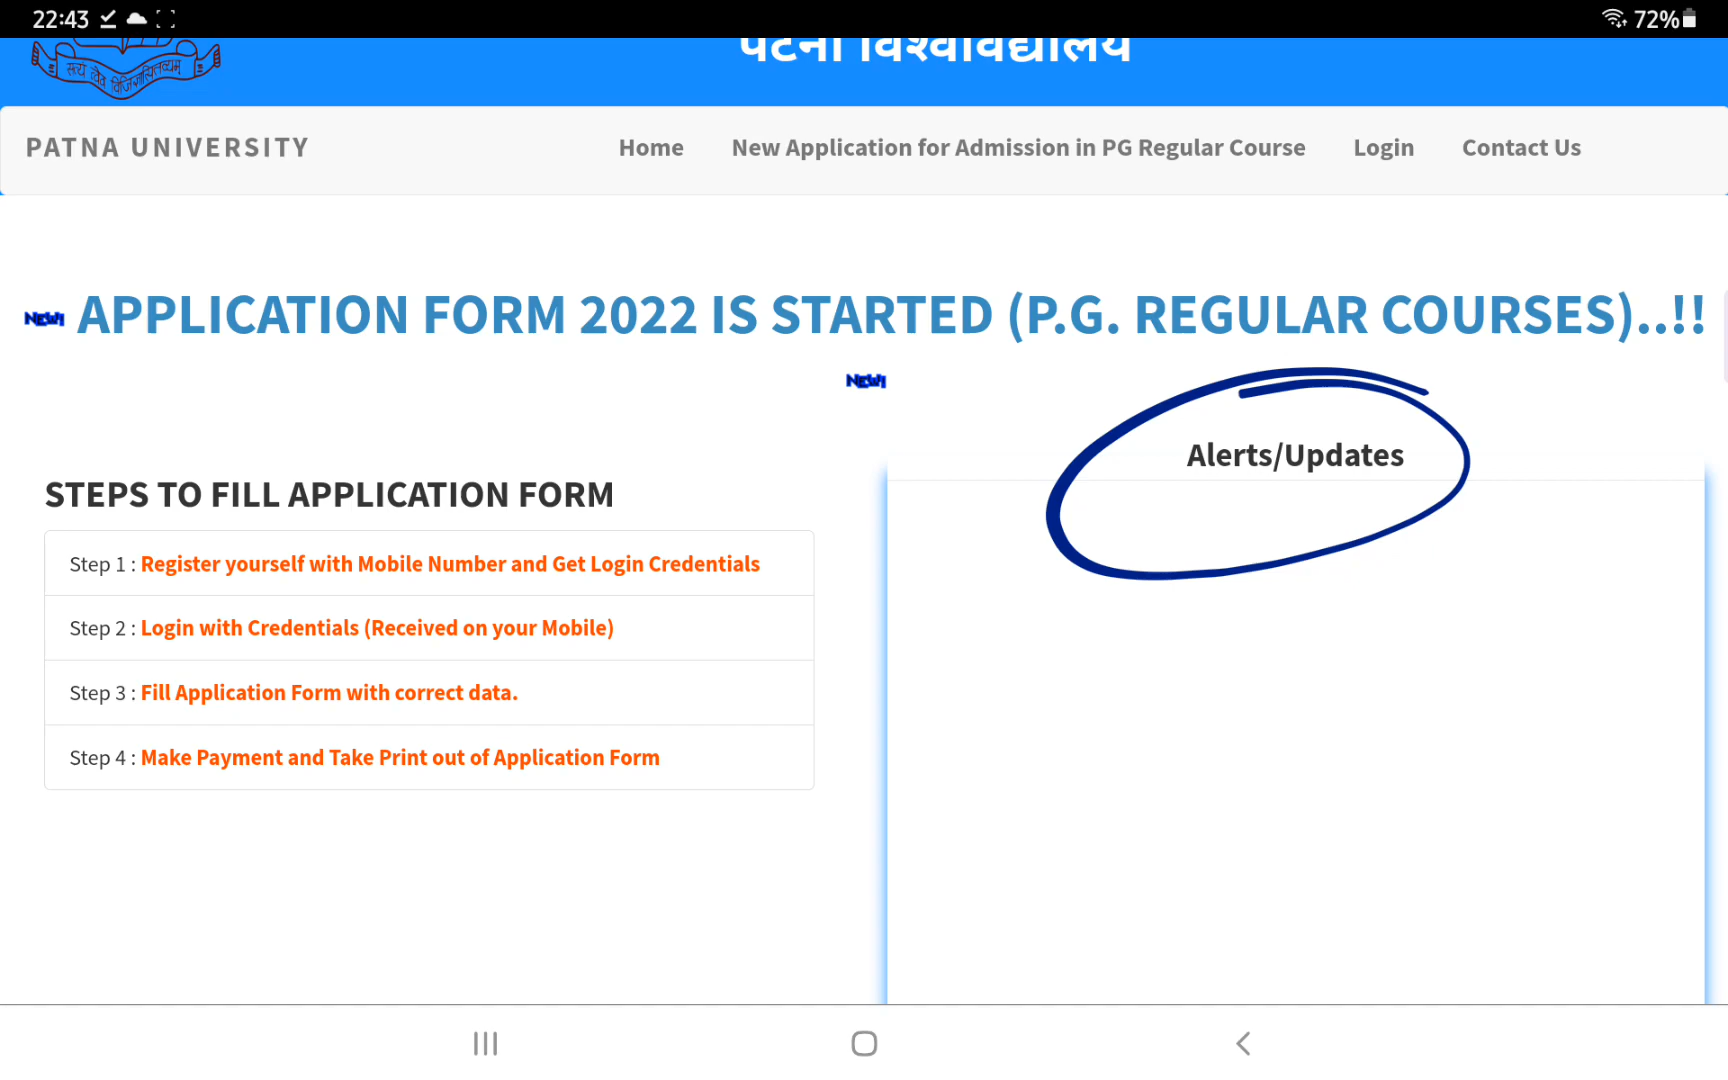 22:43
72%
पटना विश्वविद्यालय
PATNA UNIVERSITY
Home
New Application for Admission in PG Regular Course
Login
Contact Us
NEW! APPLICATION FORM 2022 IS STARTED (P.G. REGULAR COURSES)..!!
NEW!
Alerts/Updates
STEPS TO FILL APPLICATION FORM
Step 1 : Register yourself with Mobile Number and Get Login Credentials
Step 2 : Login with Credentials (Received on your Mobile)
Step 3 : Fill Application Form with correct data.
Step 4 : Make Payment and Take Print out of Application Form